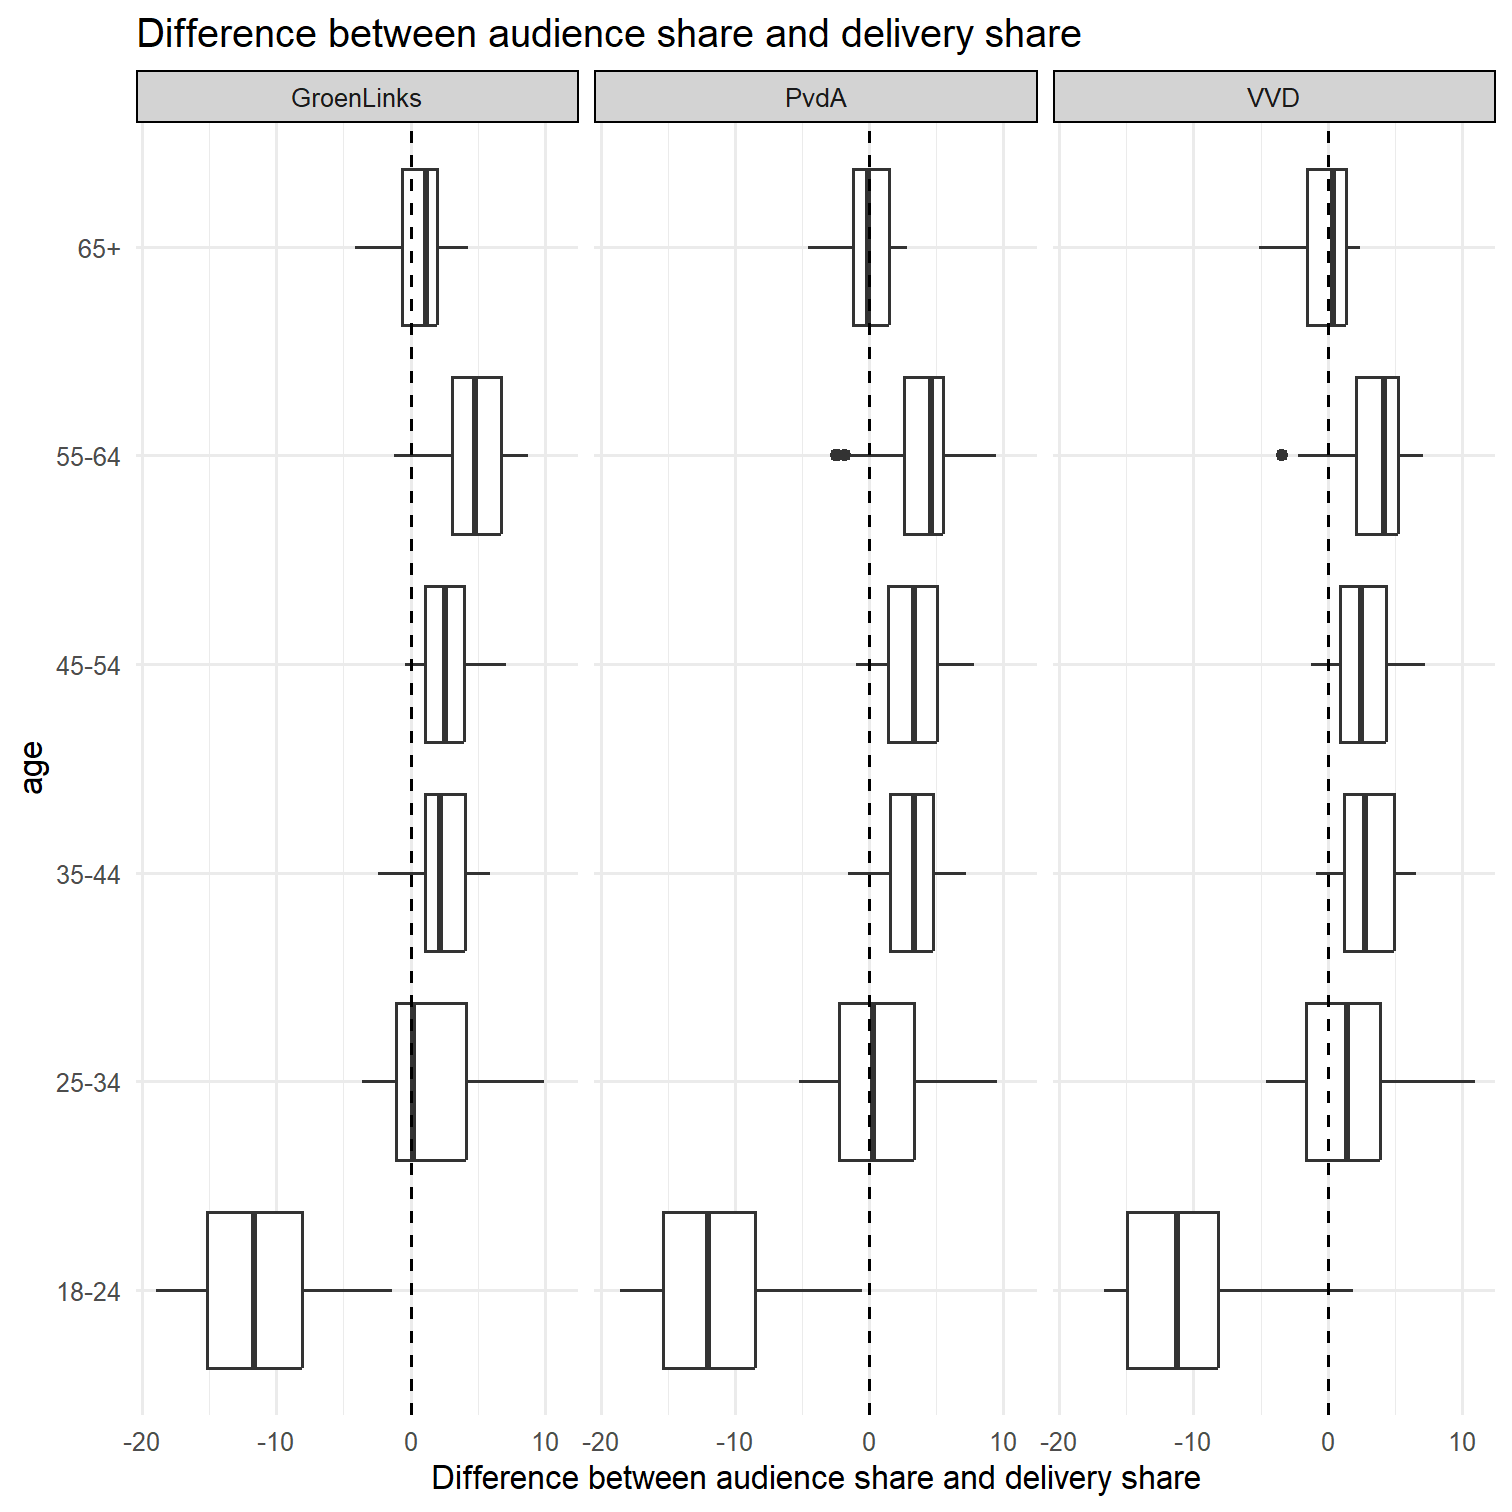 Difference between audience share and delivery share
GroenLinks PvdA VVD
65+
55-64
45-54
35-44
25-34
18-24
age
-20 -10 0 10 -20 -10 0 10 -20 -10 0 10
Difference between audience share and delivery share